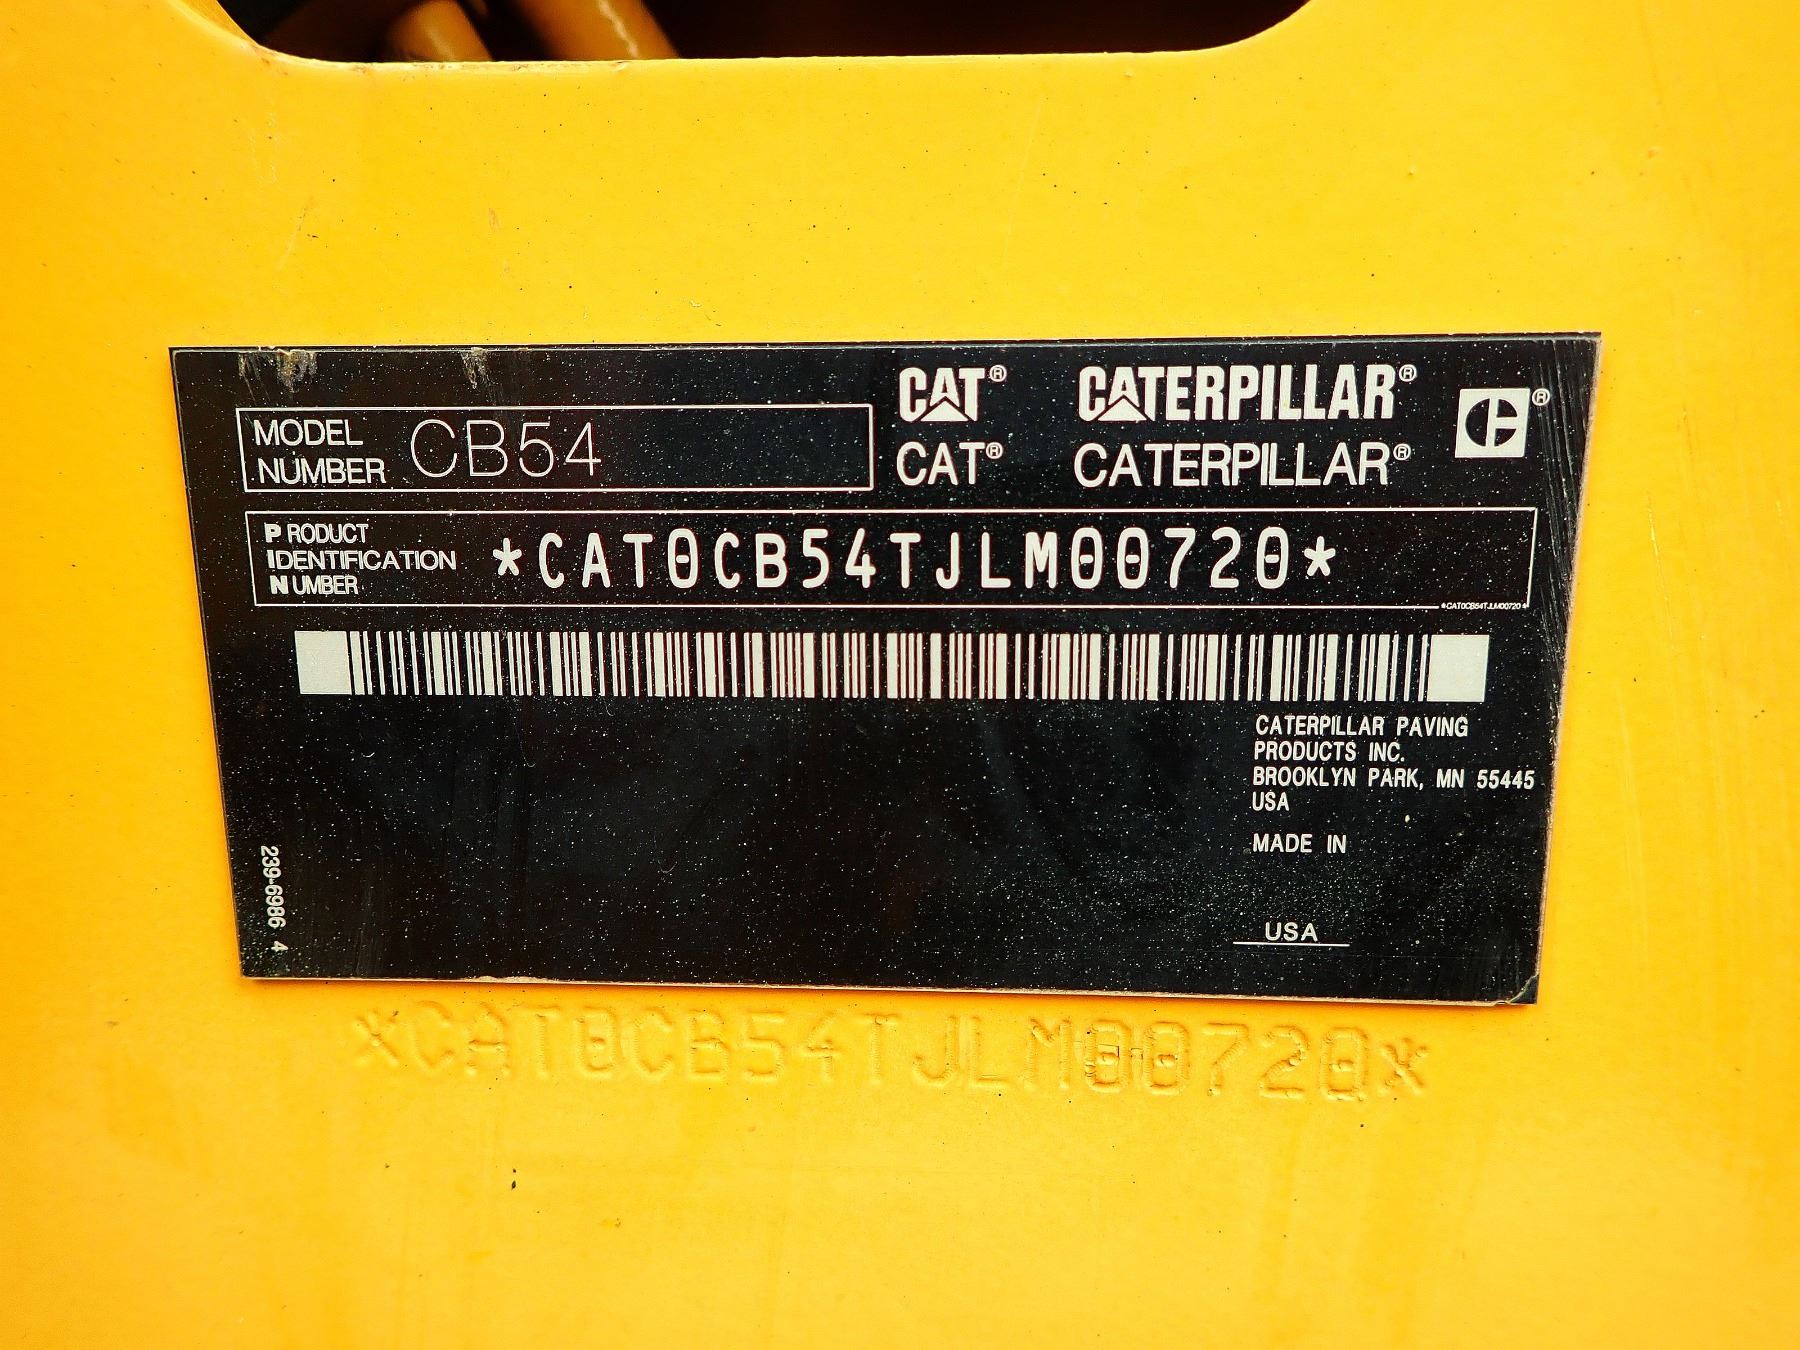 CAT® CATERPILLAR®
MODEL NUMBER CB54
CAT® CATERPILLAR®
PRODUCT
IDENTIFICATION
NUMBER
*CAT0CB54TJLM00720*
*CAT0CB54TJLM00720*
CATERPILLAR PAVING
PRODUCTS INC.
BROOKLYN PARK, MN 55445
USA
MADE IN
USA
239-6986 4
*CAT0CB54TJLM00720*